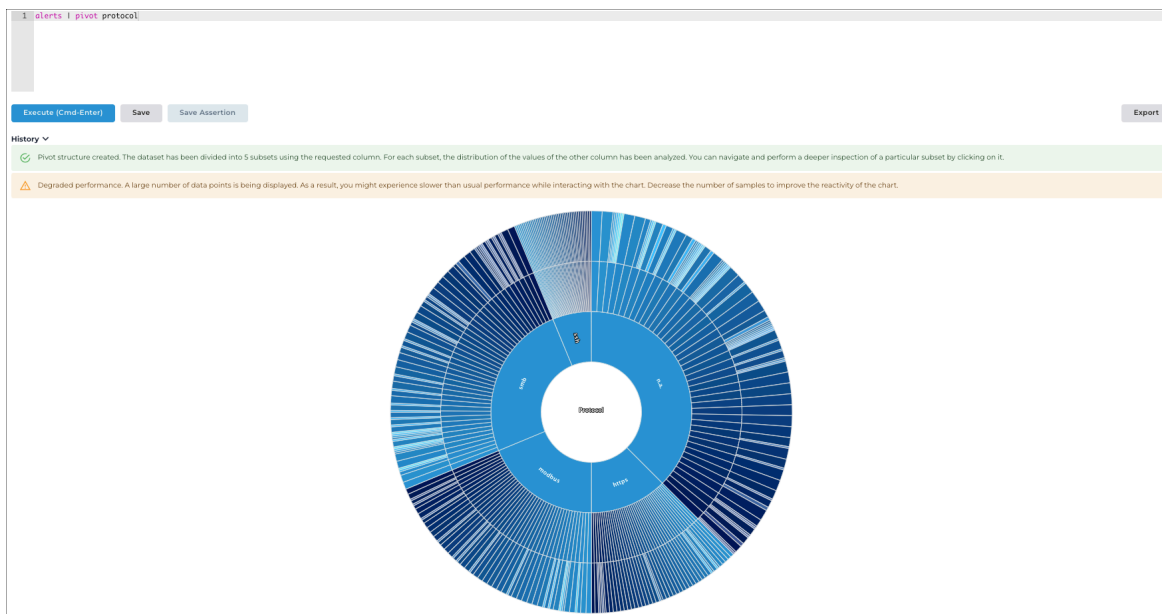 1 alerts | pivot protocol
Execute (Cmd-Enter) Save Save Assertion Export
History
Pivot structure created. The dataset has been divided into 5 subsets using the requested column. For each subset, the distribution of the values of the other column has been analyzed. You can navigate and perform a deeper inspection of a particular subset by clicking on it.
Degraded performance. A large number of data points is being displayed. As a result, you might experience slower than usual performance while interacting with the chart. Decrease the number of samples to improve the reactivity of the chart.
smb
n.a.
Protocol
modbus
https